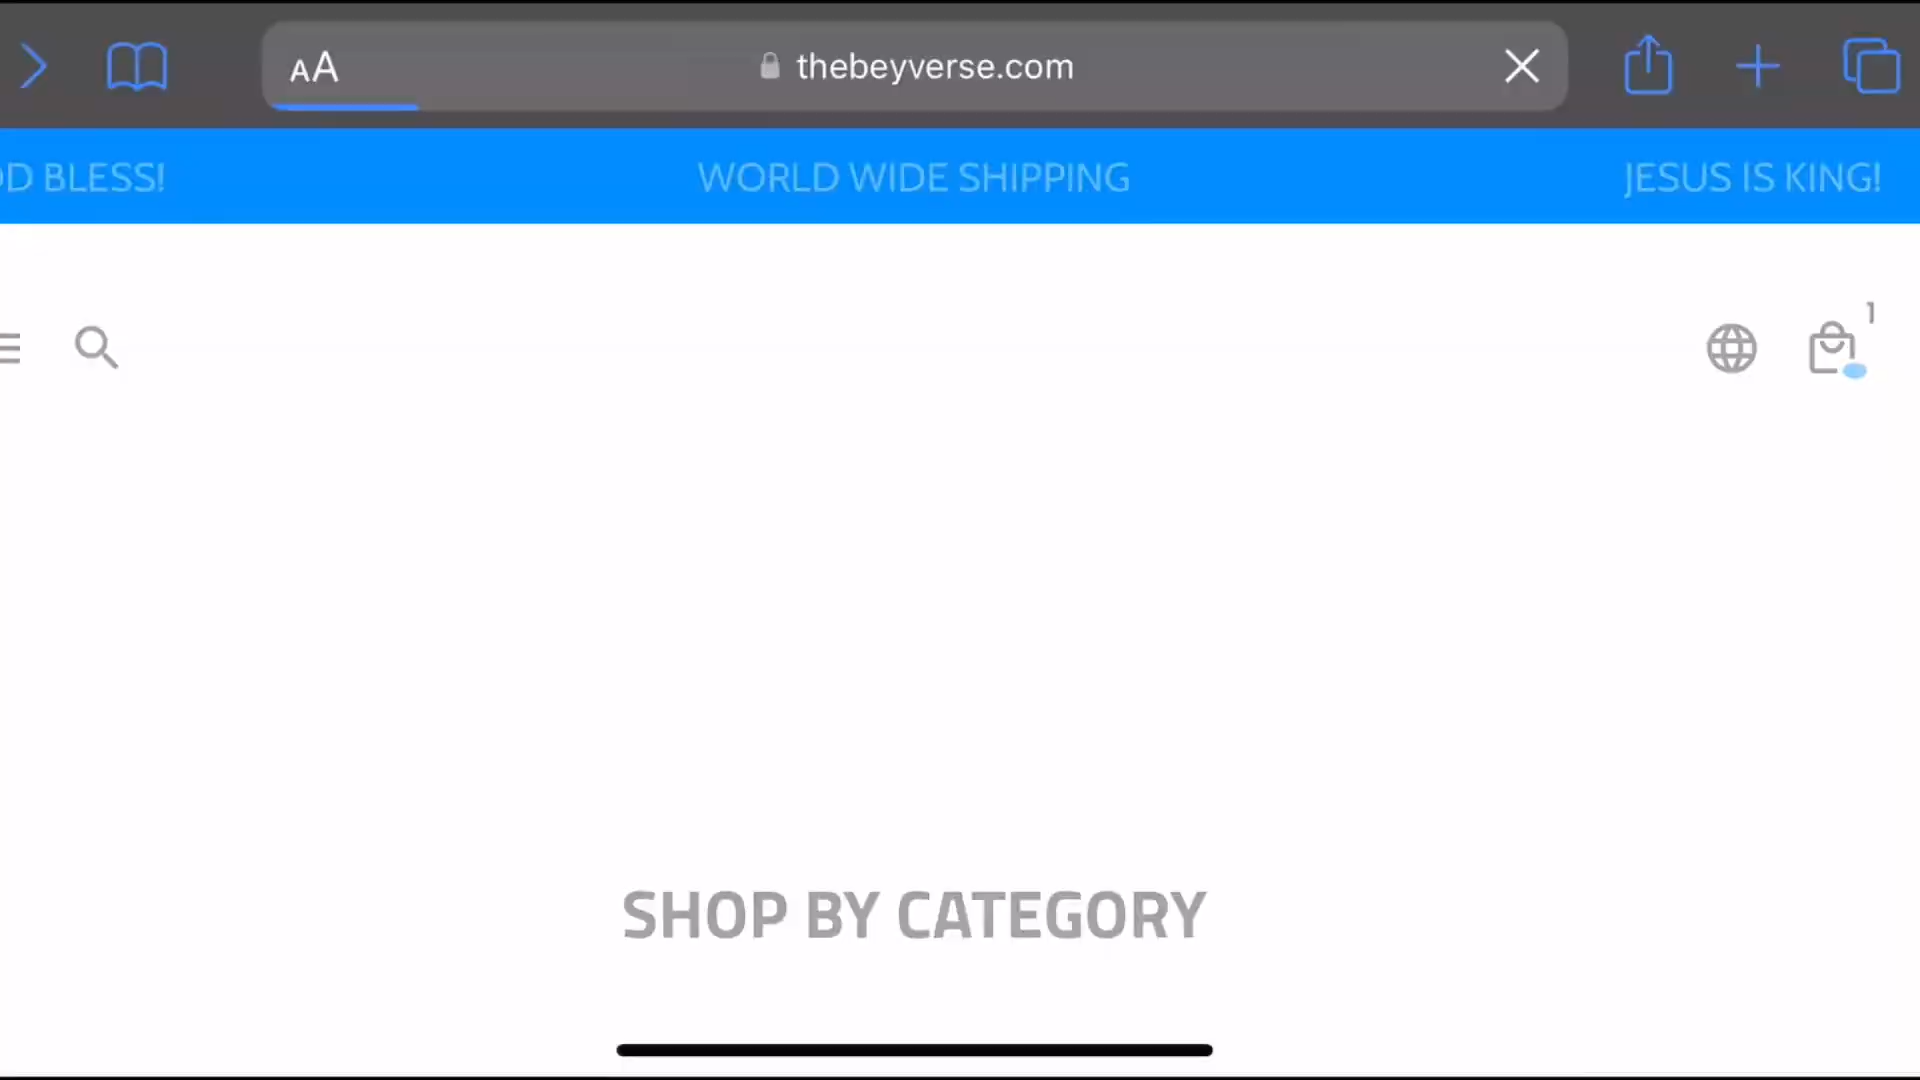 AA
thebeyverse.com
D BLESS!
WORLD WIDE SHIPPING
JESUS IS KING!
1
SHOP BY CATEGORY